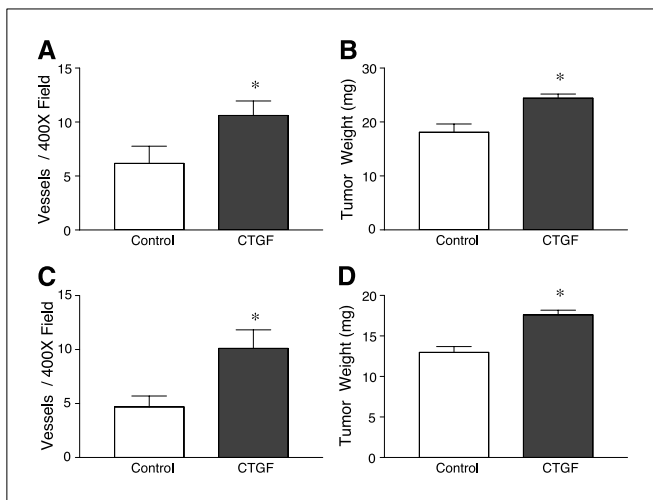 A
Vessels / 400X Field
15
10
5
0
*
Control
CTGF
B
Tumor Weight (mg)
30
20
10
0
*
Control
CTGF
C
Vessels / 400X Field
15
10
5
0
*
Control
CTGF
D
Tumor Weight (mg)
20
15
10
5
0
*
Control
CTGF